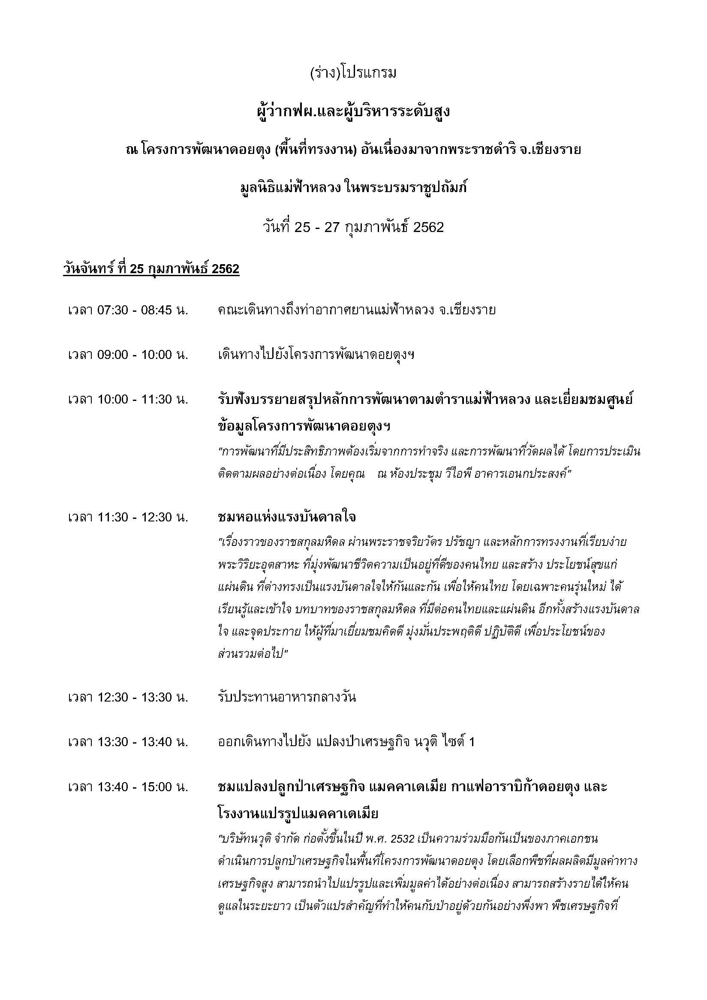 (ร่าง)โปรแกรม
ผู้ว่ากฟผ.และผู้บริหารระดับสูง
ณ โครงการพัฒนาดอยตุง (พื้นที่ทรงงาน) อันเนื่องมาจากพระราชดำริ จ.เชียงราย
มูลนิธิแม่ฟ้าหลวง ในพระบรมราชูปถัมภ์
วันที่ 25 - 27 กุมภาพันธ์ 2562
วันจันทร์ ที่ 25 กุมภาพันธ์ 2562
เวลา 07:30 - 08:45 น. คณะเดินทางถึงท่าอากาศยานแม่ฟ้าหลวง จ.เชียงราย
เวลา 09:00 - 10:00 น. เดินทางไปยังโครงการพัฒนาดอยตุงฯ
เวลา 10:00 - 11:30 น. รับฟังบรรยายสรุปหลักการพัฒนาตามตำราแม่ฟ้าหลวง และเยี่ยมชมศูนย์
ข้อมูลโครงการพัฒนาดอยตุงฯ
"การพัฒนาที่มีประสิทธิภาพต้องเริ่มจากการทำจริง และการพัฒนาที่วัดผลได้ โดยการประเมิน
ติดตามผลอย่างต่อเนื่อง โดยคุณ ณ ห้องประชุม วีไอพี อาคารเอนกประสงค์"
เวลา 11:30 - 12:30 น. ชมหอแห่งแรงบันดาลใจ
"เรื่องราวของราชสกุลมหิดล ผ่านพระราชจริยวัตร ปรัชญา และหลักการทรงงานที่เรียบง่าย
พระวิริยะอุตสาหะ ที่มุ่งพัฒนาชีวิตความเป็นอยู่ที่ดีของคนไทย และสร้าง ประโยชน์สุขแก่
แผ่นดิน ที่ต่างทรงเป็นแรงบันดาลใจให้กันและกัน เพื่อให้คนไทย โดยเฉพาะคนรุ่นใหม่ ได้
เรียนรู้และเข้าใจ บทบาทของราชสกุลมหิดล ที่มีต่อคนไทยและแผ่นดิน อีกทั้งสร้างแรงบันดาล
ใจ และจุดประกาย ให้ผู้ที่มาเยี่ยมชมคิดดี มุ่งมั่นประพฤติดี ปฏิบัติดี เพื่อประโยชน์ของ
ส่วนรวมต่อไป"
เวลา 12:30 - 13:30 น. รับประทานอาหารกลางวัน
เวลา 13:30 - 13:40 น. ออกเดินทางไปยัง แปลงป่าเศรษฐกิจ นวุติ ไซต์ 1
เวลา 13:40 - 15:00 น. ชมแปลงปลูกป่าเศรษฐกิจ แมคคาเดเมีย กาแฟอาราบิก้าดอยตุง และ
โรงงานแปรรูปแมคคาเดเมีย
"บริษัทนวุติ จำกัด ก่อตั้งขึ้นในปี พ.ศ. 2532 เป็นความร่วมมือกันเป็นของภาคเอกชน
ดำเนินการปลูกป่าเศรษฐกิจในพื้นที่โครงการพัฒนาดอยตุง โดยเลือกพืชที่ผลผลิตมีมูลค่าทาง
เศรษฐกิจสูง สามารถนำไปแปรรูปและเพิ่มมูลค่าได้อย่างต่อเนื่อง สามารถสร้างรายได้ให้คน
ดูแลในระยะยาว เป็นตัวแปรสำคัญที่ทำให้คนกับป่าอยู่ด้วยกันอย่างพึ่งพา พืชเศรษฐกิจที่